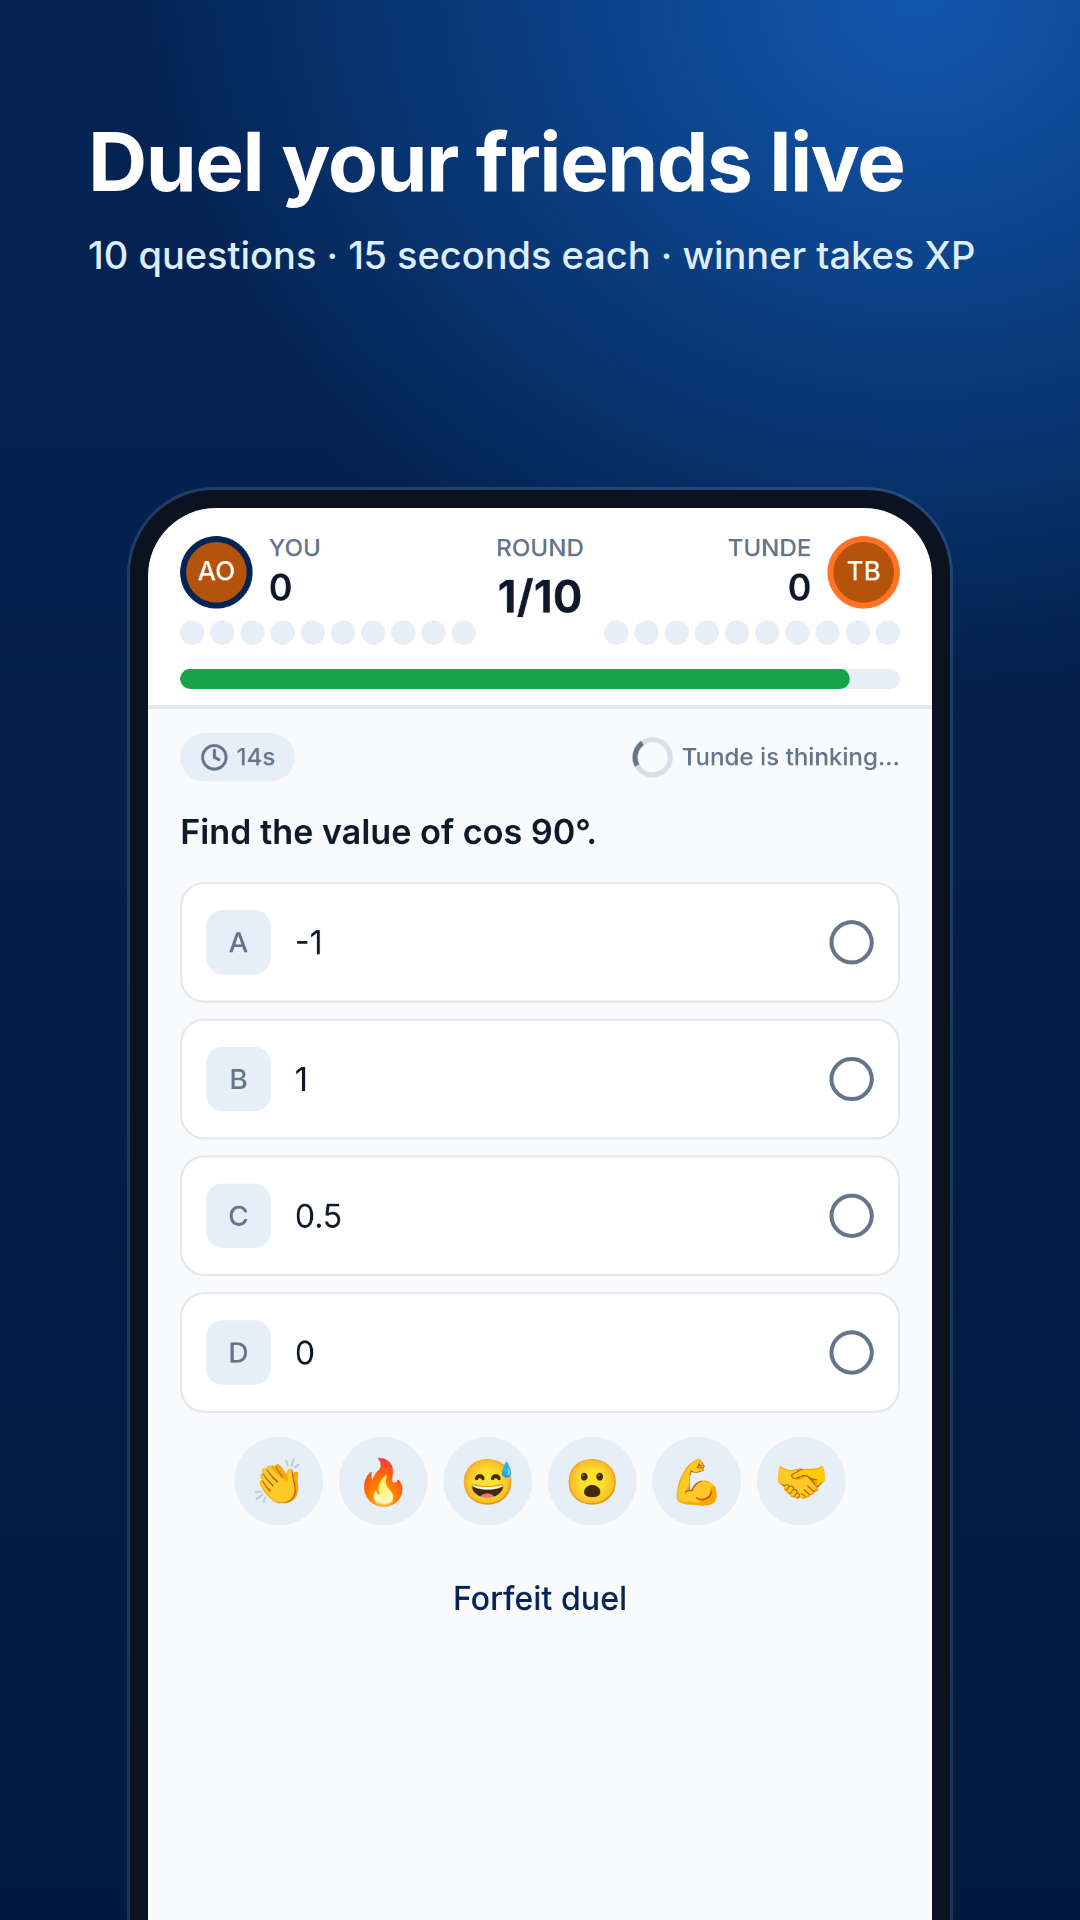 Duel your friends live
10 questions · 15 seconds each · winner takes XP
AO
YOU
0
ROUND
1/10
TUNDE
0
TB
14s
Tunde is thinking...
Find the value of cos 90°.
A
-1
B
1
C
0.5
D
0
Forfeit duel